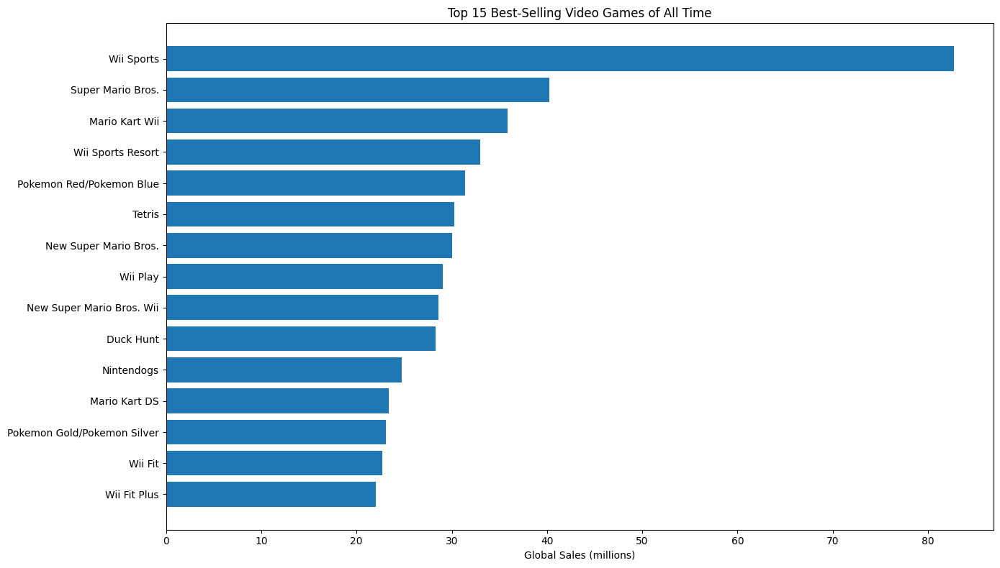 Top 15 Best-Selling Video Games of All Time
Wii Sports
Super Mario Bros.
Mario Kart Wii
Wii Sports Resort
Pokemon Red/Pokemon Blue
Tetris
New Super Mario Bros.
Wii Play
New Super Mario Bros. Wii
Duck Hunt
Nintendogs
Mario Kart DS
Pokemon Gold/Pokemon Silver
Wii Fit
Wii Fit Plus
0 10 20 30 40 50 60 70 80
Global Sales (millions)